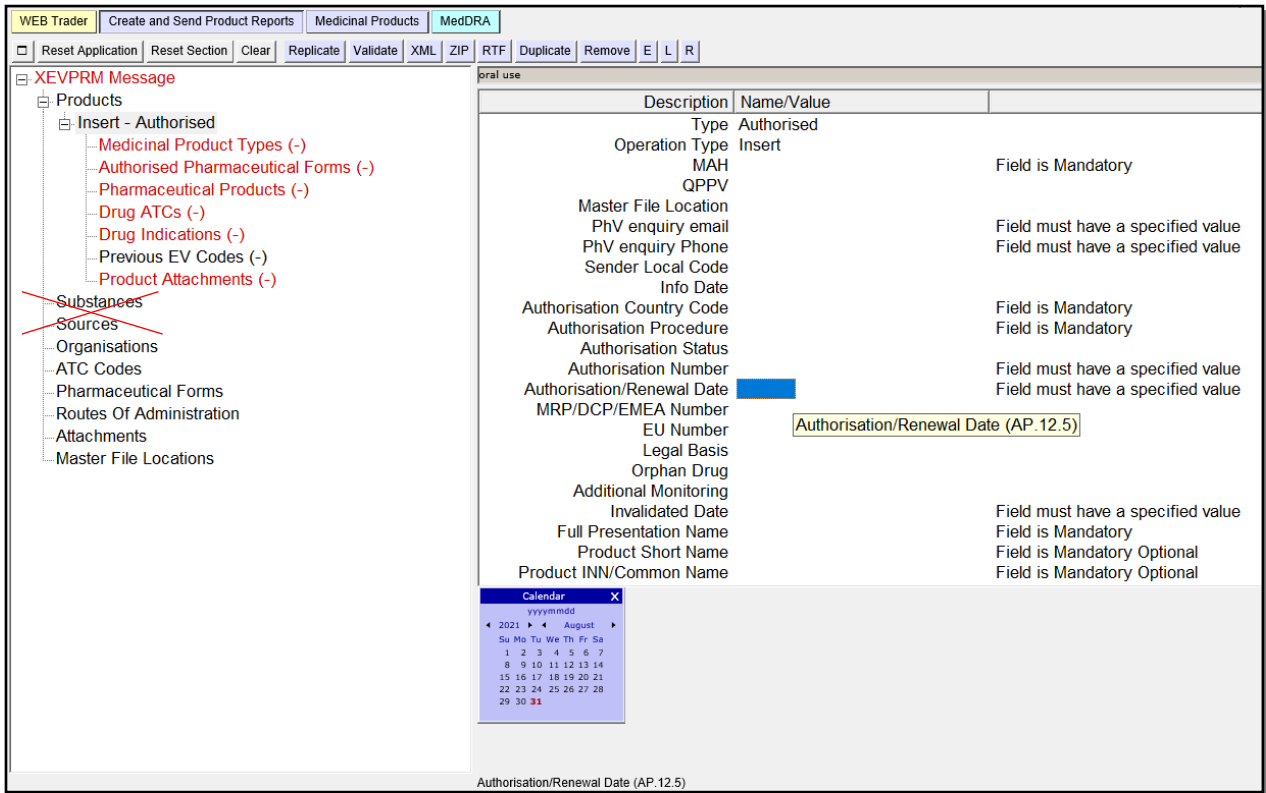 WEB Trader Create and Send Product Reports Medicinal Products MedDRA
Reset Application Reset Section Clear Replicate Validate XML ZIP RTF Duplicate Remove E L R
XEVPRM Message
Products
Insert - Authorised
Medicinal Product Types (-)
Authorised Pharmaceutical Forms (-)
Pharmaceutical Products (-)
Drug ATCs (-)
Drug Indications (-)
Previous EV Codes (-)
Product Attachments (-)
Substances
Sources
Organisations
ATC Codes
Pharmaceutical Forms
Routes Of Administration
Attachments
Master File Locations
oral use
Description Name/Value
Type Authorised
Operation Type Insert
MAH Field is Mandatory
QPPV
Master File Location
PhV enquiry email Field must have a specified value
PhV enquiry Phone Field must have a specified value
Sender Local Code
Info Date
Authorisation Country Code Field is Mandatory
Authorisation Procedure Field is Mandatory
Authorisation Status
Authorisation Number Field must have a specified value
Authorisation/Renewal Date Field must have a specified value
MRP/DCP/EMEA Number
Authorisation/Renewal Date (AP.12.5)
EU Number
Legal Basis
Orphan Drug
Additional Monitoring
Invalidated Date Field must have a specified value
Full Presentation Name Field is Mandatory
Product Short Name Field is Mandatory Optional
Product INN/Common Name Field is Mandatory Optional
Calendar X
yyyymmdd
2021 August
Su Mo Tu We Th Fr Sa
1 2 3 4 5 6 7
8 9 10 11 12 13 14
15 16 17 18 19 20 21
22 23 24 25 26 27 28
29 30 31
Authorisation/Renewal Date (AP.12.5)